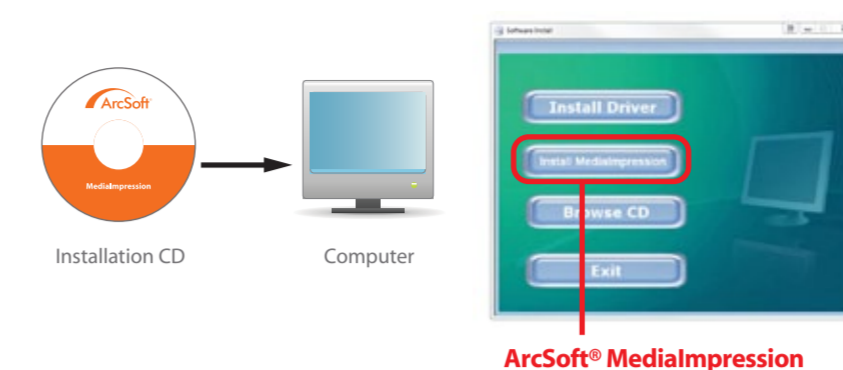 ArcSoft®
MediaImpression
Installation CD
Computer
Software Install
Install Driver
Install MediaImpression
Browse CD
Exit
ArcSoft® MediaImpression